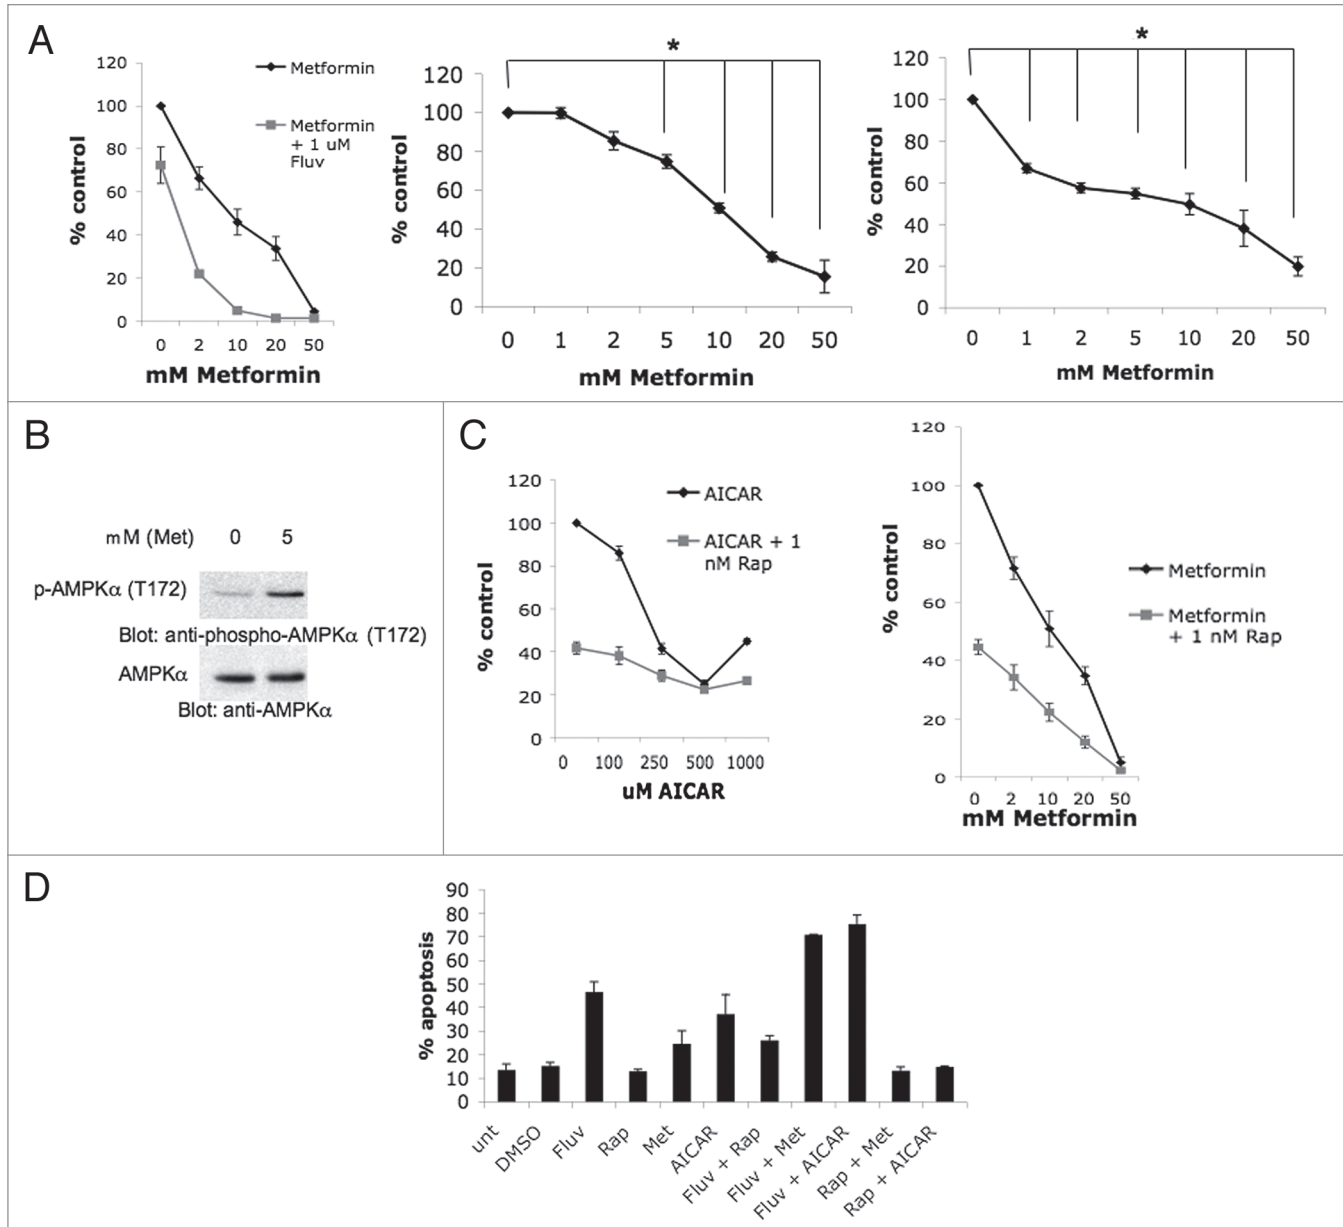 A
120
100
80
60
40
20
0
% control
0 2 10 20 50
mM Metformin
Metformin
Metformin
+ 1 uM
Fluv
*
120
100
80
60
40
20
0
% control
0 1 2 5 10 20 50
mM Metformin
*
120
100
80
60
40
20
0
% control
0 1 2 5 10 20 50
mM Metformin
B
mM (Met) 0 5
p-AMPKα (T172)
Blot: anti-phospho-AMPKα (T172)
AMPKα
Blot: anti-AMPKα
C
120
100
80
60
40
20
0
% control
0 100 250 500 1000
uM AICAR
AICAR
AICAR + 1
nM Rap
120
100
80
60
40
20
0
% control
0 2 10 20 50
mM Metformin
Metformin
Metformin
+ 1 nM Rap
D
90
80
70
60
50
40
30
20
10
0
% apoptosis
unt
DMSO
Fluv
Rap
Met
AICAR
Fluv + Rap
Fluv + Met
Fluv + AICAR
Rap + Met
Rap + AICAR